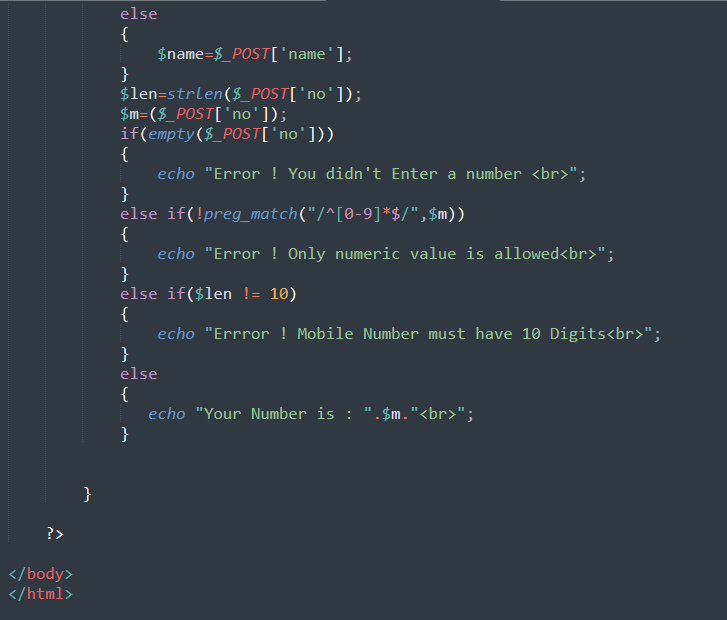 else
{
$name=$_POST['name'];
}
$len=strlen($_POST['no']);
$m=($_POST['no']);
if(empty($_POST['no']))
{
echo "Error ! You didn't Enter a number <br>";
}
else if(!preg_match("/^[0-9]*$/",$m))
{
echo "Error ! Only numeric value is allowed<br>";
}
else if($len != 10)
{
echo "Errror ! Mobile Number must have 10 Digits<br>";
}
else
{
echo "Your Number is : ".$m."<br>";
}
}
?>
</body>
</html>